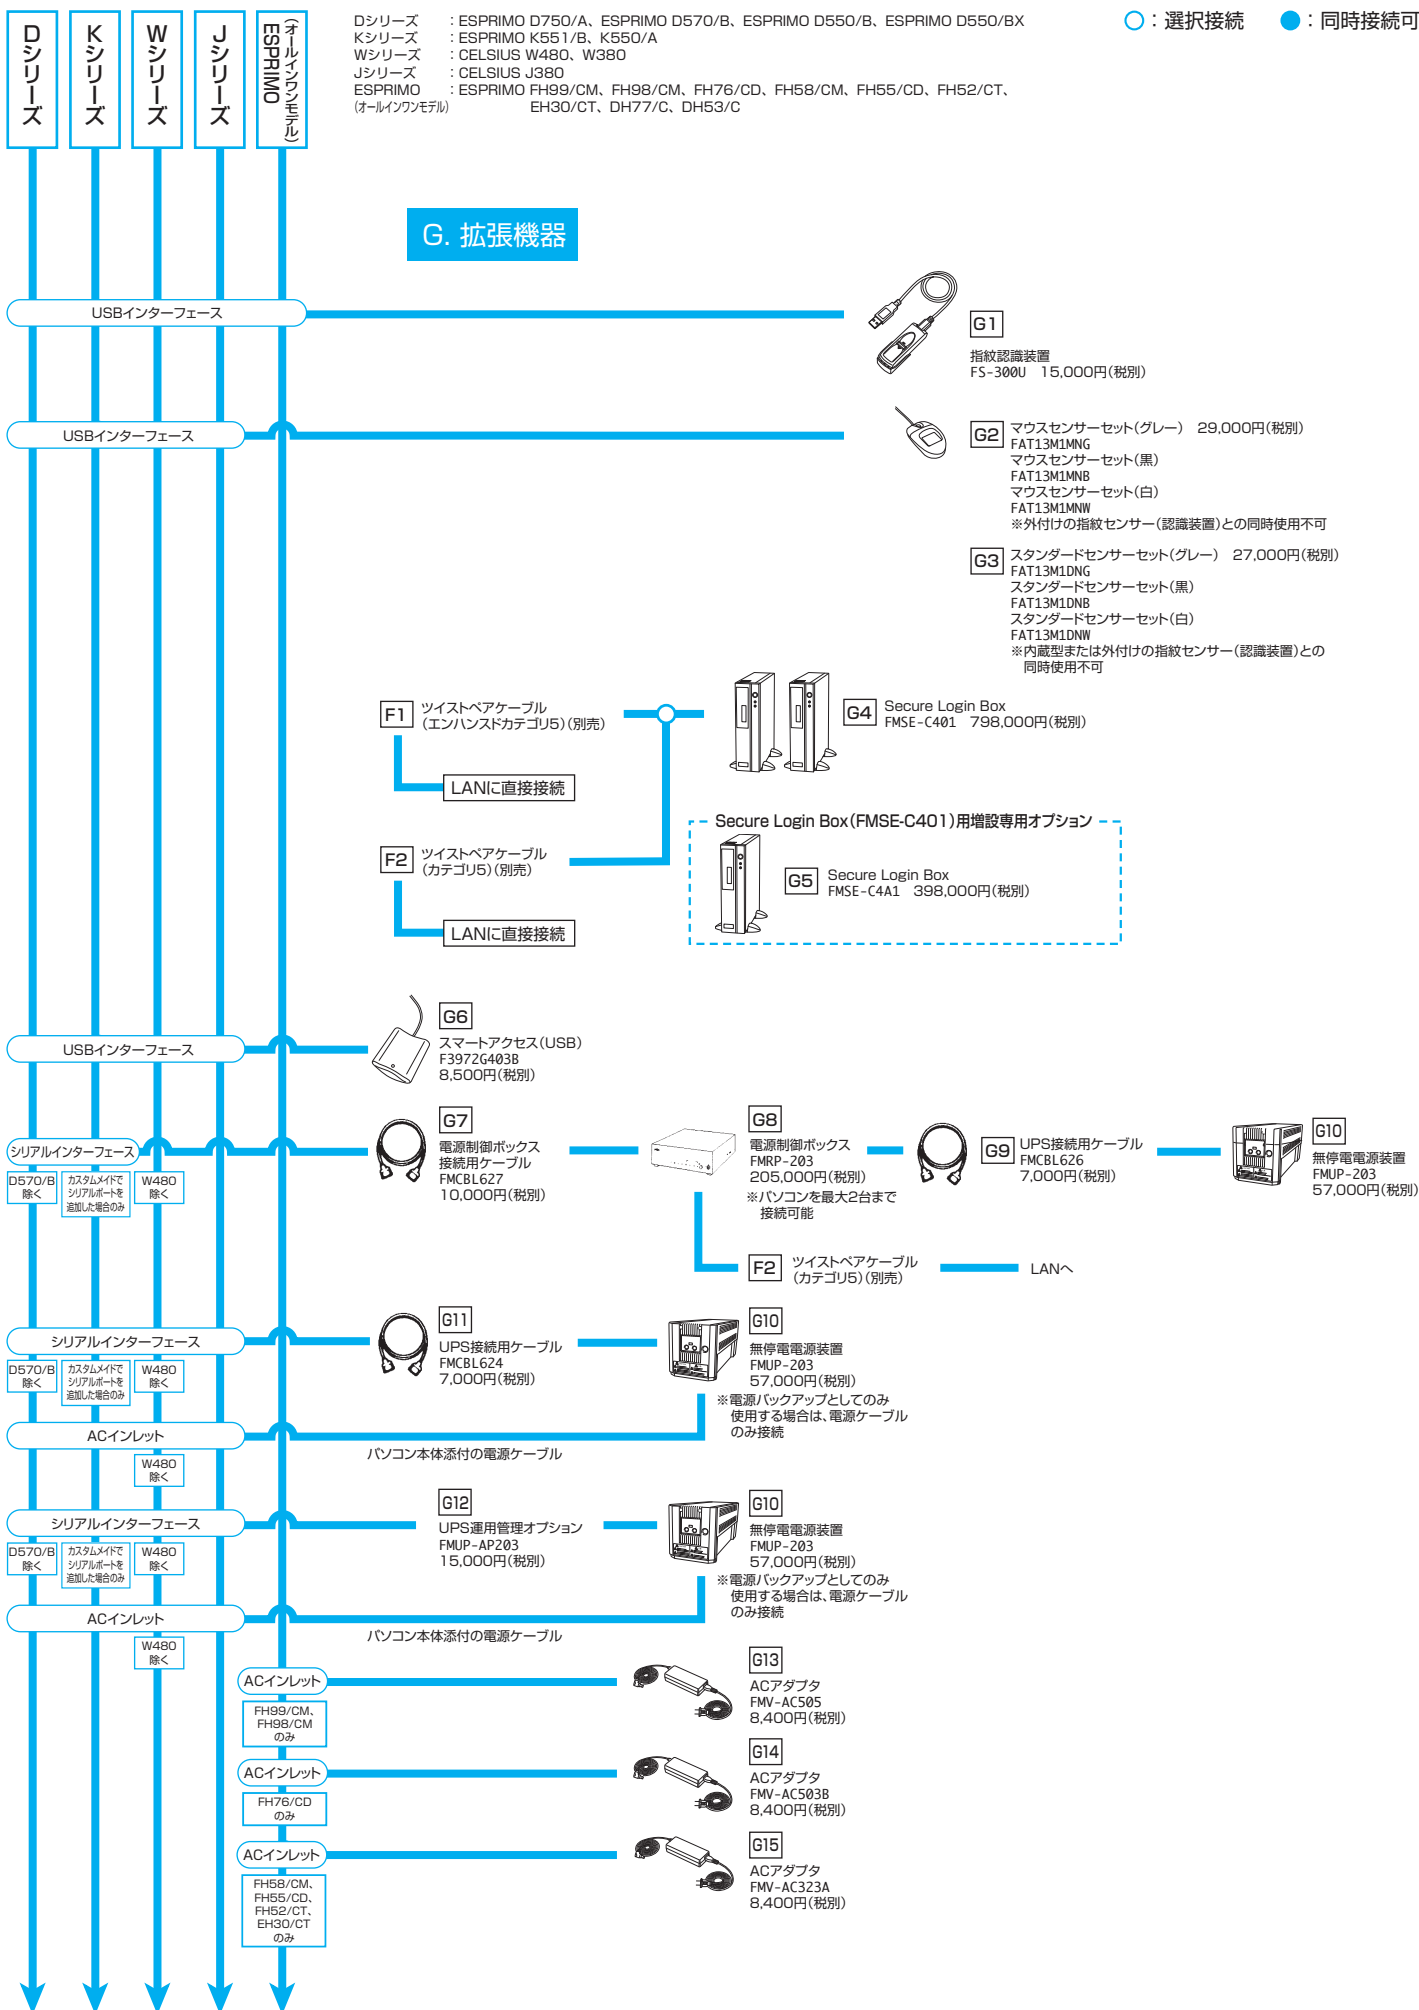 Dシリーズ
Kシリーズ
Wシリーズ
Jシリーズ
ESPRIMO
(オールインワンモデル)
Dシリーズ : ESPRIMO D750/A、ESPRIMO D570/B、ESPRIMO D550/B、ESPRIMO D550/BX
Kシリーズ : ESPRIMO K551/B、K550/A
Wシリーズ : CELSIUS W480、W380
Jシリーズ : CELSIUS J380
ESPRIMO : ESPRIMO FH99/CM、FH98/CM、FH76/CD、FH58/CM、FH55/CD、FH52/CT、
(オールインワンモデル) EH30/CT、DH77/C、DH53/C
○：選択接続 ●：同時接続可
G. 拡張機器
USBインターフェース
G1
指紋認識装置
FS-300U 15,000円(税別)
USBインターフェース
G2 マウスセンサーセット(グレー) 29,000円(税別)
FAT13M1MNG
マウスセンサーセット(黒)
FAT13M1MNB
マウスセンサーセット(白)
FAT13M1MNW
※外付けの指紋センサー(認識装置)との同時使用不可
G3 スタンダードセンサーセット(グレー) 27,000円(税別)
FAT13M1DNG
スタンダードセンサーセット(黒)
FAT13M1DNB
スタンダードセンサーセット(白)
FAT13M1DNW
※内蔵型または外付けの指紋センサー(認識装置)との
同時使用不可
F1 ツイストペアケーブル
(エンハンスドカテゴリ5)(別売)
LANに直接接続
G4 Secure Login Box
FMSE-C401 798,000円(税別)
F2 ツイストペアケーブル
(カテゴリ5)(別売)
LANに直接接続
Secure Login Box(FMSE-C401)用増設専用オプション
G5 Secure Login Box
FMSE-C4A1 398,000円(税別)
USBインターフェース
G6
スマートアクセス(USB)
F3972G403B
8,500円(税別)
シリアルインターフェース
D570/B
除く
カスタムメイドで
シリアルポートを
追加した場合のみ
W480
除く
G7
電源制御ボックス
接続用ケーブル
FMCBL627
10,000円(税別)
G8
電源制御ボックス
FMRP-203
205,000円(税別)
※パソコンを最大2台まで
接続可能
G9 UPS接続用ケーブル
FMCBL626
7,000円(税別)
G10
無停電電源装置
FMUP-203
57,000円(税別)
F2 ツイストペアケーブル
(カテゴリ5)(別売)
LANへ
シリアルインターフェース
D570/B
除く
カスタムメイドで
シリアルポートを
追加した場合のみ
W480
除く
G11
UPS接続用ケーブル
FMCBL624
7,000円(税別)
G10
無停電電源装置
FMUP-203
57,000円(税別)
※電源バックアップとしてのみ
使用する場合は、電源ケーブル
のみ接続
ACインレット
W480
除く
パソコン本体添付の電源ケーブル
シリアルインターフェース
D570/B
除く
カスタムメイドで
シリアルポートを
追加した場合のみ
W480
除く
G12
UPS運用管理オプション
FMUP-AP203
15,000円(税別)
G10
無停電電源装置
FMUP-203
57,000円(税別)
※電源バックアップとしてのみ
使用する場合は、電源ケーブル
のみ接続
ACインレット
W480
除く
パソコン本体添付の電源ケーブル
ACインレット
FH99/CM、
FH98/CM
のみ
G13
ACアダプタ
FMV-AC505
8,400円(税別)
ACインレット
FH76/CD
のみ
G14
ACアダプタ
FMV-AC503B
8,400円(税別)
ACインレット
FH58/CM、
FH55/CD、
FH52/CT、
EH30/CT
のみ
G15
ACアダプタ
FMV-AC323A
8,400円(税別)